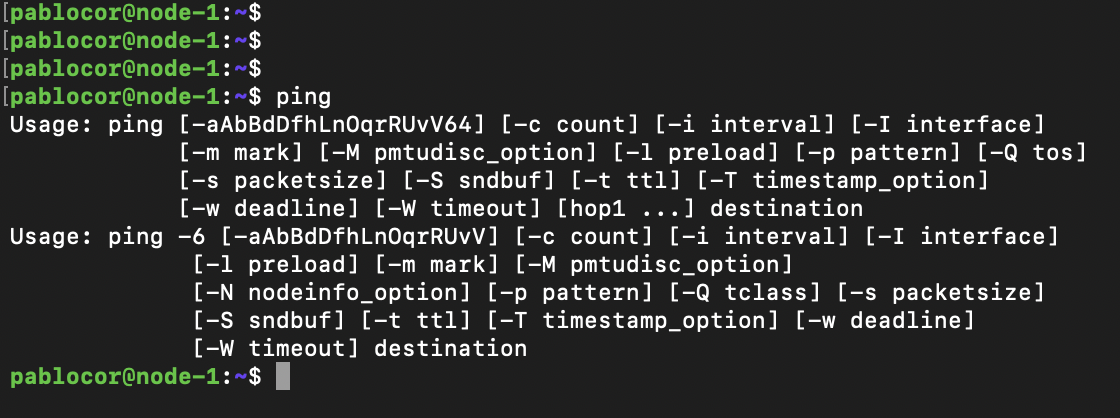 [pablocor@node-1:~$
[pablocor@node-1:~$
[pablocor@node-1:~$
[pablocor@node-1:~$ ping
Usage: ping [-aAbBdDfhLnOqrRUvV64] [-c count] [-i interval] [-I interface]
            [-m mark] [-M pmtudisc_option] [-l preload] [-p pattern] [-Q tos]
            [-s packetsize] [-S sndbuf] [-t ttl] [-T timestamp_option]
            [-w deadline] [-W timeout] [hop1 ...] destination
Usage: ping -6 [-aAbBdDfhLnOqrRUvV] [-c count] [-i interval] [-I interface]
             [-l preload] [-m mark] [-M pmtudisc_option]
             [-N nodeinfo_option] [-p pattern] [-Q tclass] [-s packetsize]
             [-S sndbuf] [-t ttl] [-T timestamp_option] [-w deadline]
             [-W timeout] destination
pablocor@node-1:~$